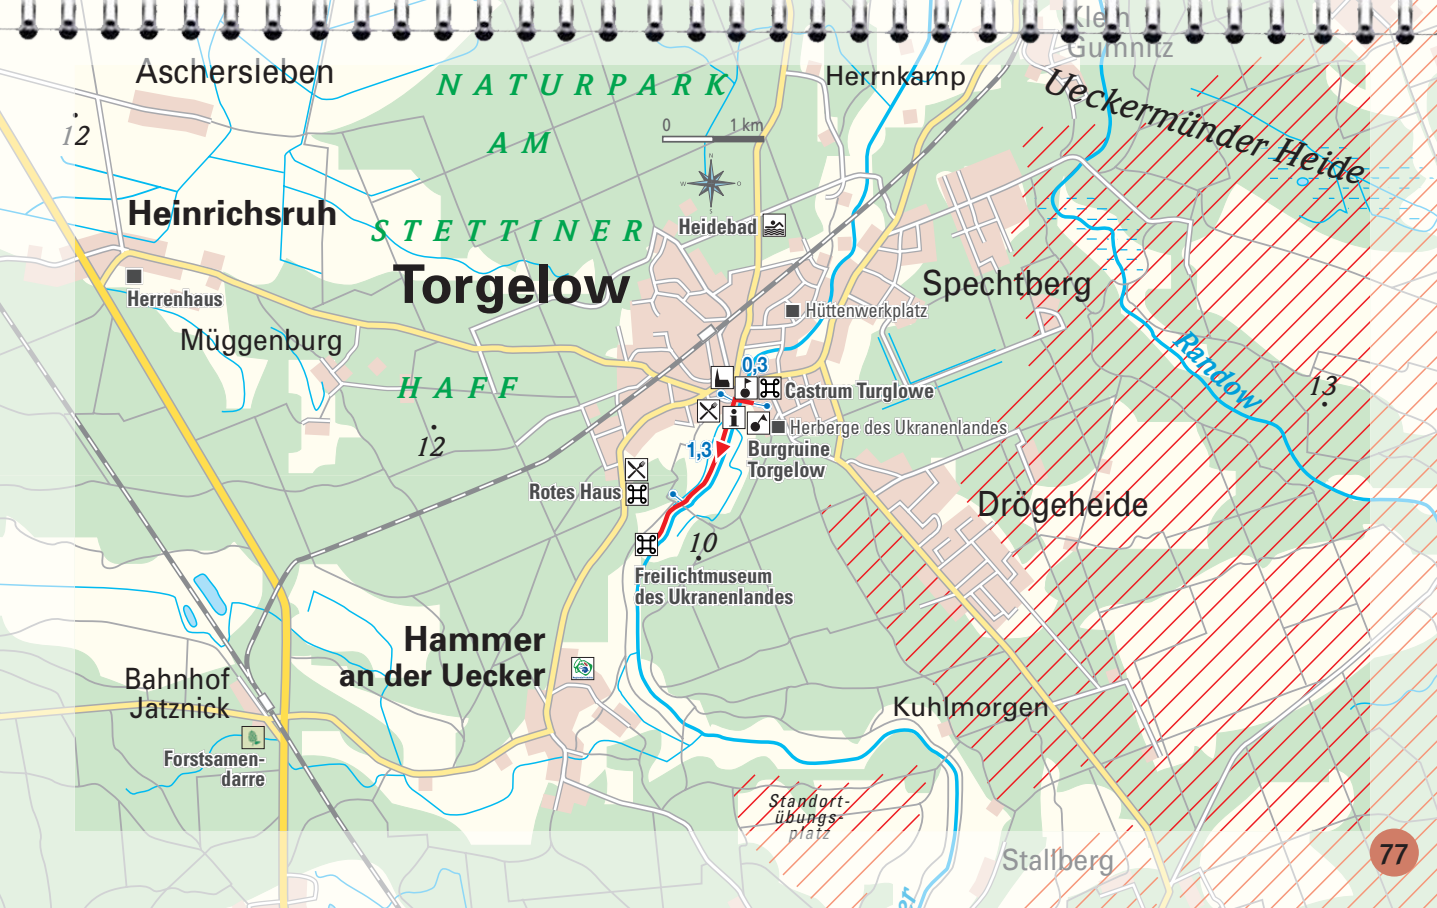 Klein
Gumnitz
Aschersleben
NATURPARK
Herrnkamp
Ueckermünder Heide
12
AM
0 1 km
N
W O
S
Heinrichsruh
STETTINER
Heidebad
Torgelow
Spechtberg
Herrenhaus
Hüttenwerkplatz
Müggenburg
Randow
0,3
HAFF
Castrum Turglowe
13
12
Herberge des Ukranenlandes
1,3
Burgruine
Torgelow
Rotes Haus
Drögeheide
10
Freilichtmuseum
des Ukranenlandes
Hammer
an der Uecker
Bahnhof
Jatznick
Kuhlmorgen
Forstsamen-
darre
Standort-
übungs-
platz
Stallberg
77
er